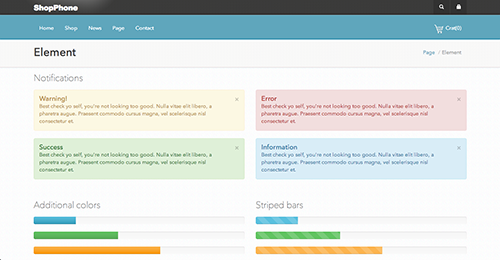 ShopPhone
Home Shop News Page Contact Crat(0)
Element
Page / Element
Notifications
Warning! ×
Best check yo self, you're not looking too good. Nulla vitae elit libero, a
pharetra augue. Praesent commodo cursus magna, vel scelerisque nisl
consectetur et.
Error ×
Best check yo self, you're not looking too good. Nulla vitae elit libero, a
pharetra augue. Praesent commodo cursus magna, vel scelerisque nisl
consectetur et.
Success ×
Best check yo self, you're not looking too good. Nulla vitae elit libero, a
pharetra augue. Praesent commodo cursus magna, vel scelerisque nisl
consectetur et.
Information ×
Best check yo self, you're not looking too good. Nulla vitae elit libero, a
pharetra augue. Praesent commodo cursus magna, vel scelerisque nisl
consectetur et.
Additional colors
Striped bars